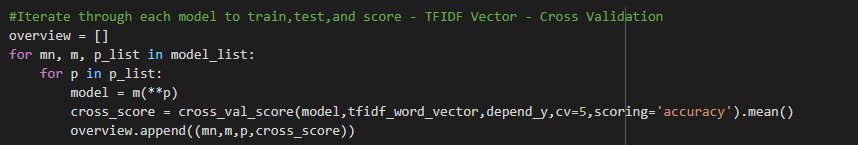 #Iterate through each model to train,test,and score - TFIDF Vector - Cross Validation
overview = []
for mn, m, p_list in model_list:
    for p in p_list:
        model = m(**p)
        cross_score = cross_val_score(model,tfidf_word_vector,depend_y,cv=5,scoring='accuracy').mean()
        overview.append((mn,m,p,cross_score))